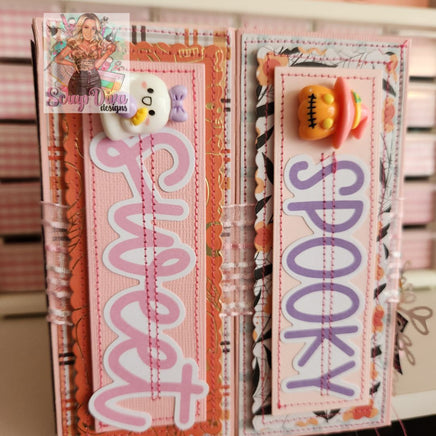 Scrap Diva
designs
Sweet
SPOOKY